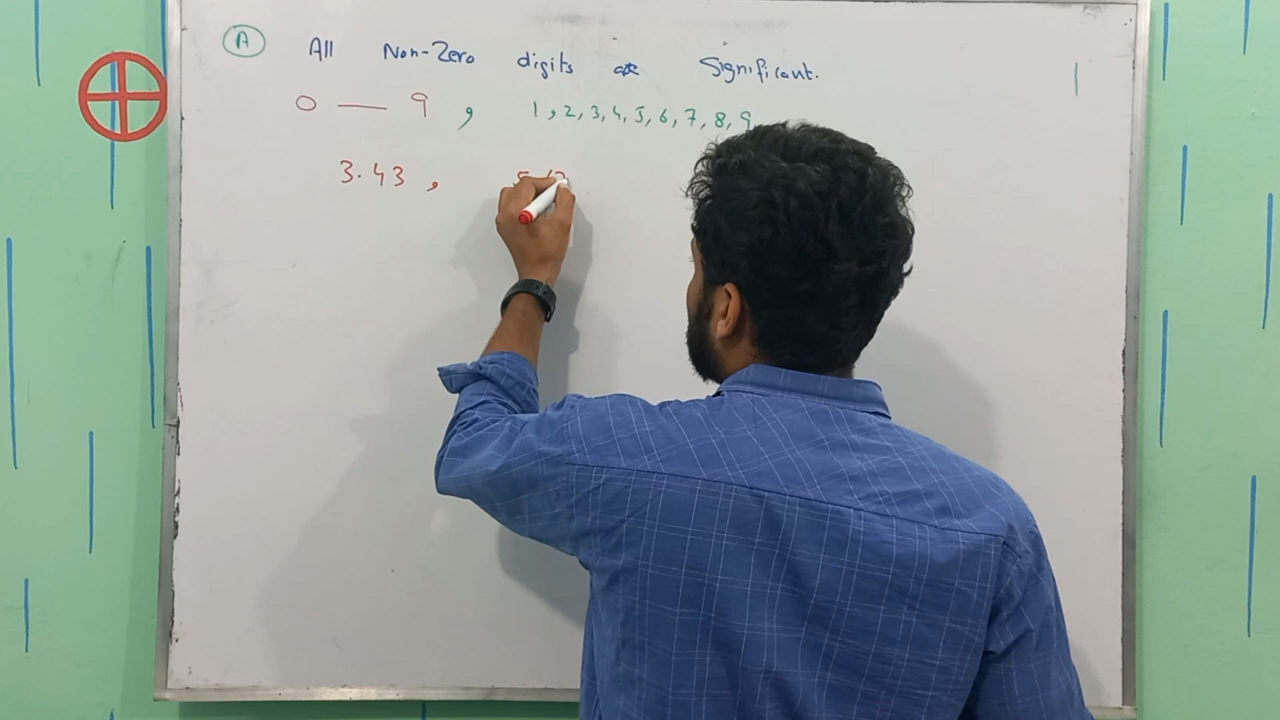 A All Non-Zero digits are Significant.
0 — 9 , 1, 2, 3, 4, 5, 6, 7, 8, 9
3.43 ,